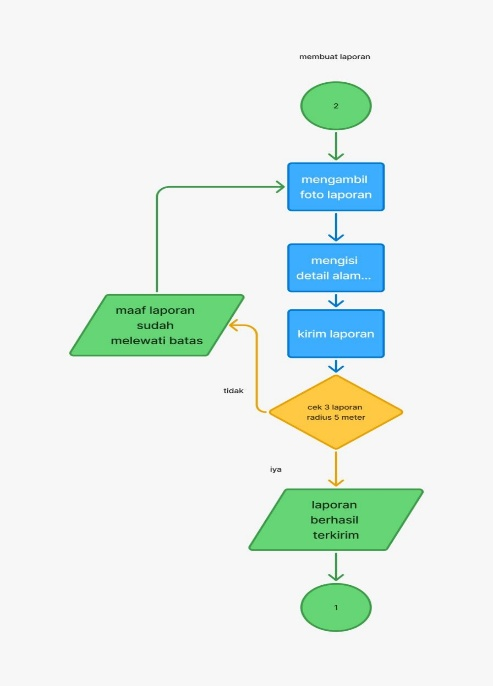 membuat laporan
2
mengambil
foto laporan
mengisi
detail alam...
kirim laporan
maaf laporan
sudah
melewati batas
tidak
cek 3 laporan
radius 5 meter
iya
laporan
berhasil
terkirim
1